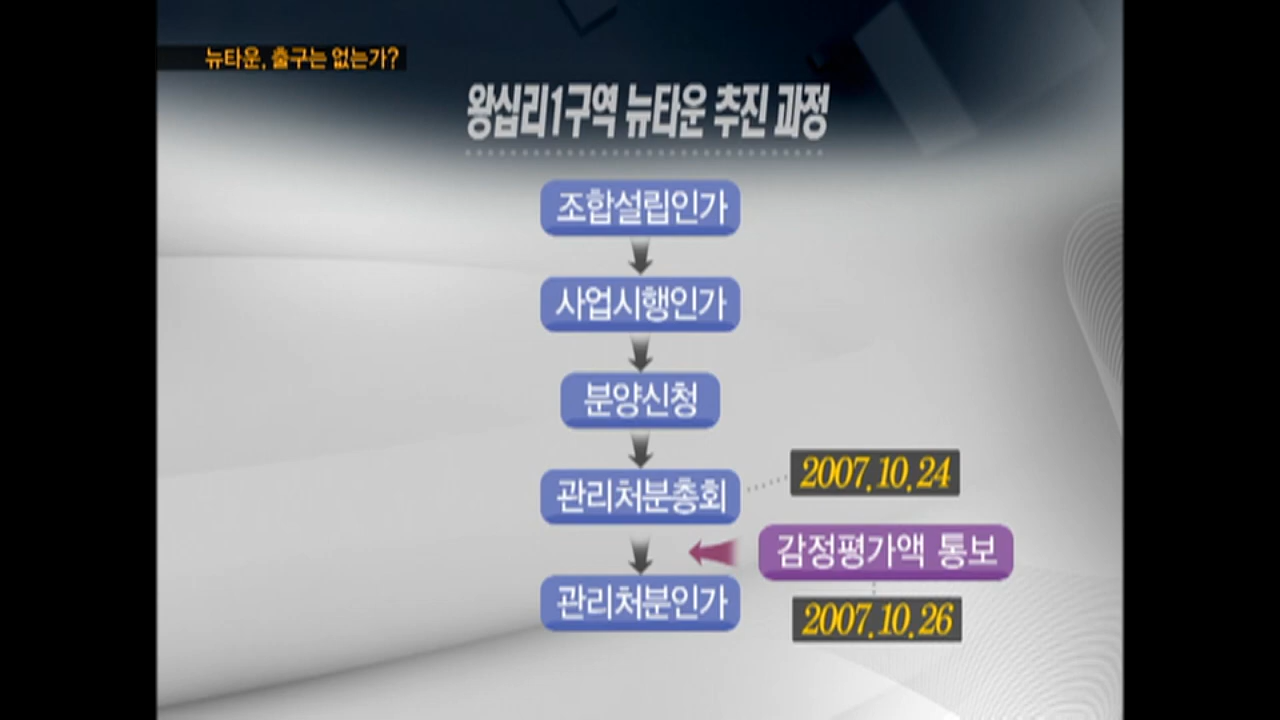 뉴타운, 출구는 없는가?
왕십리1구역 뉴타운 추진 과정
조합설립인가
사업시행인가
분양신청
관리처분총회
2007.10.24
감정평가액 통보
관리처분인가
2007.10.26